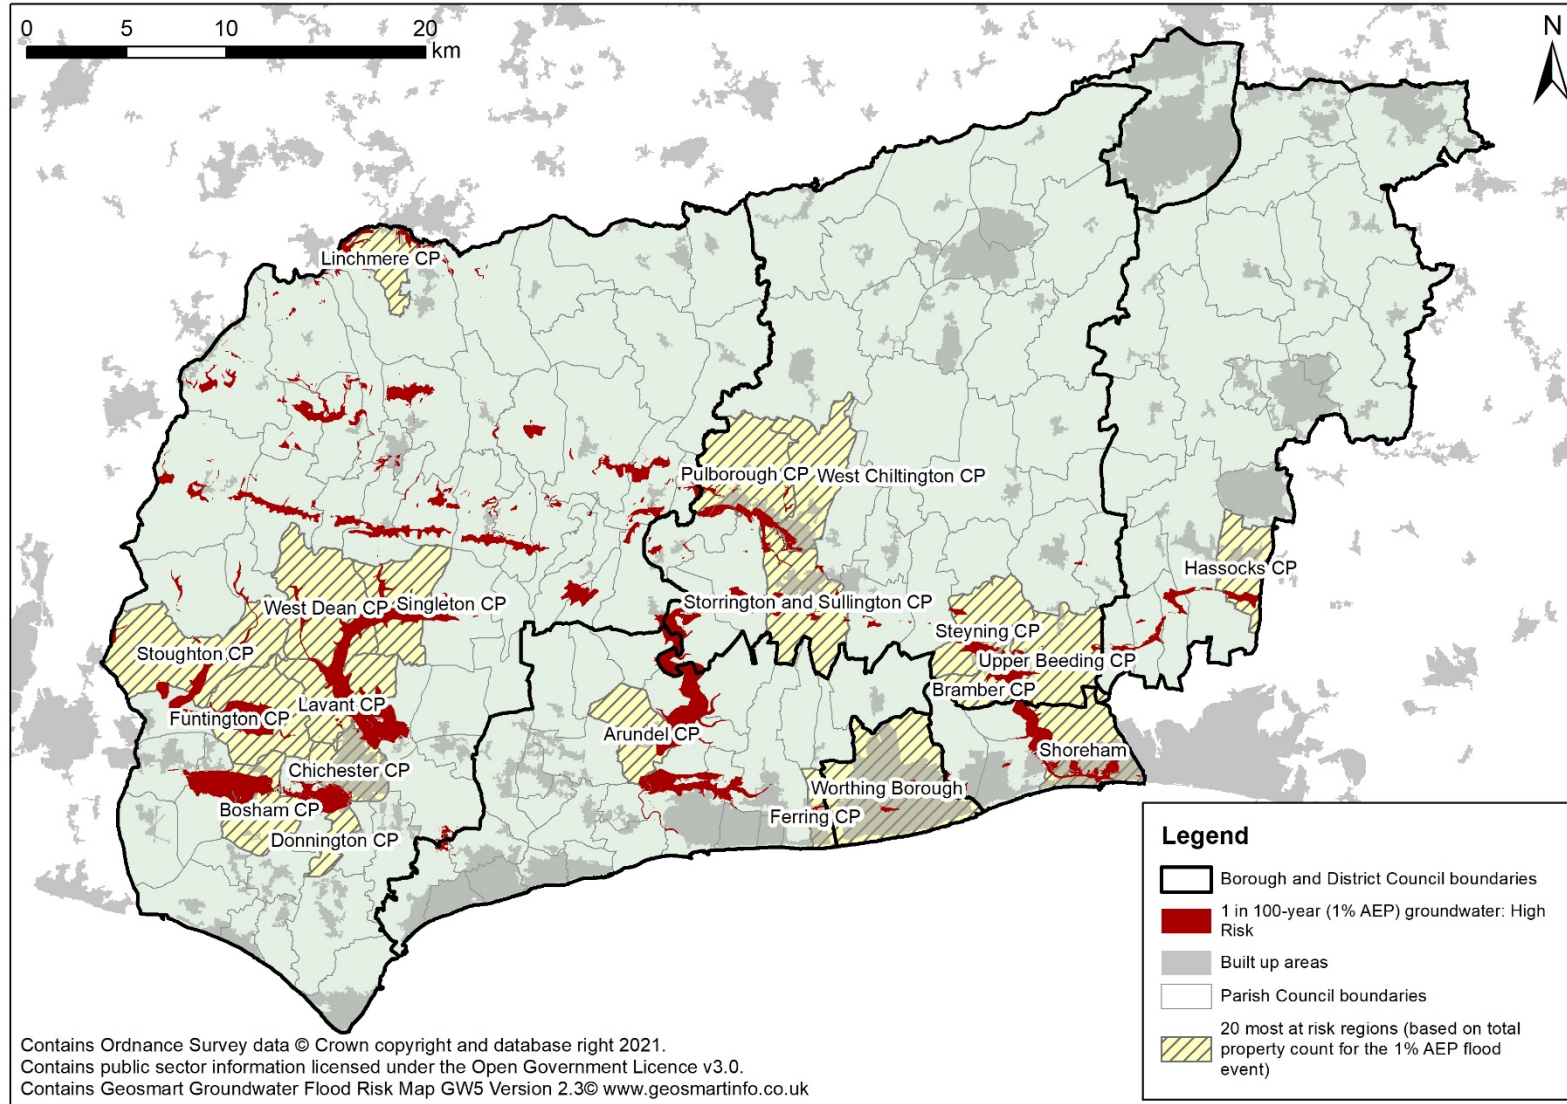 0 5 10 20
km
N
Linchmere CP
Pulborough CP
West Chiltington CP
Hassocks CP
West Dean CP
Singleton CP
Storrington and Sullington CP
Steyning CP
Stoughton CP
Upper Beeding CP
Bramber CP
Lavant CP
Funtington CP
Arundel CP
Shoreham
Chichester CP
Worthing Borough
Bosham CP
Ferring CP
Donnington CP
Legend
Borough and District Council boundaries
1 in 100-year (1% AEP) groundwater: High
Risk
Built up areas
Parish Council boundaries
20 most at risk regions (based on total
property count for the 1% AEP flood
event)
Contains Ordnance Survey data © Crown copyright and database right 2021.
Contains public sector information licensed under the Open Government Licence v3.0.
Contains Geosmart Groundwater Flood Risk Map GW5 Version 2.3© www.geosmartinfo.co.uk